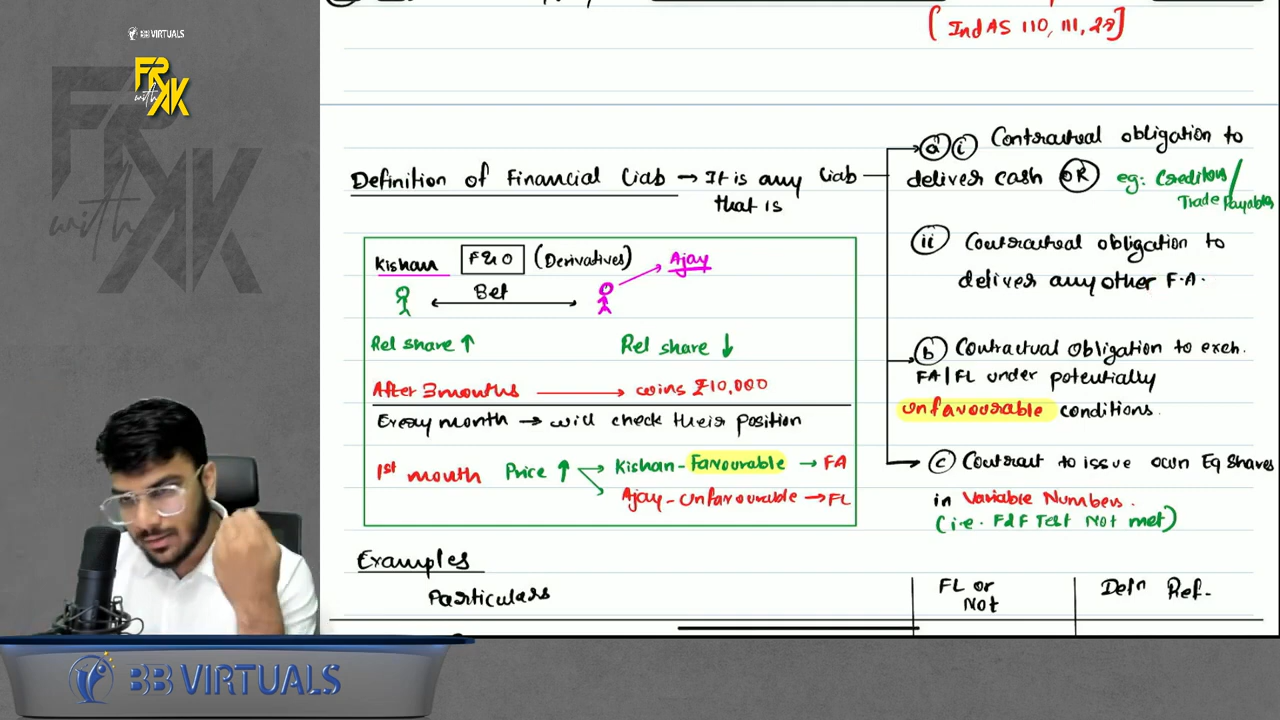 BB VIRTUALS
FR
with
AK
[Ind AS 110, 111, 28]
Definition of Financial Liab → It is any Liab
that is
a i Contractual obligation to
deliver cash OR eg: Creditors/
Trade Payables
ii Contractual obligation to
deliver any other F.A.
b Contractual Obligation to exch.
FA/FL under potentially
unfavourable conditions.
c Contract to issue own Eq Shares
in Variable Numbers.
(i.e. FdF Test Not met)
Kishan F&O (Derivatives) Ajay
Bet
Rel share ↑ Rel share ↓
After 3 months → wins ₹10,000
Every month → will check their position
1st month Price ↑ Kishan - Favourable → FA
Ajay - Unfavourable → FL
Examples
Particulars
FL or
Not
Defn Ref-
BB VIRTUALS